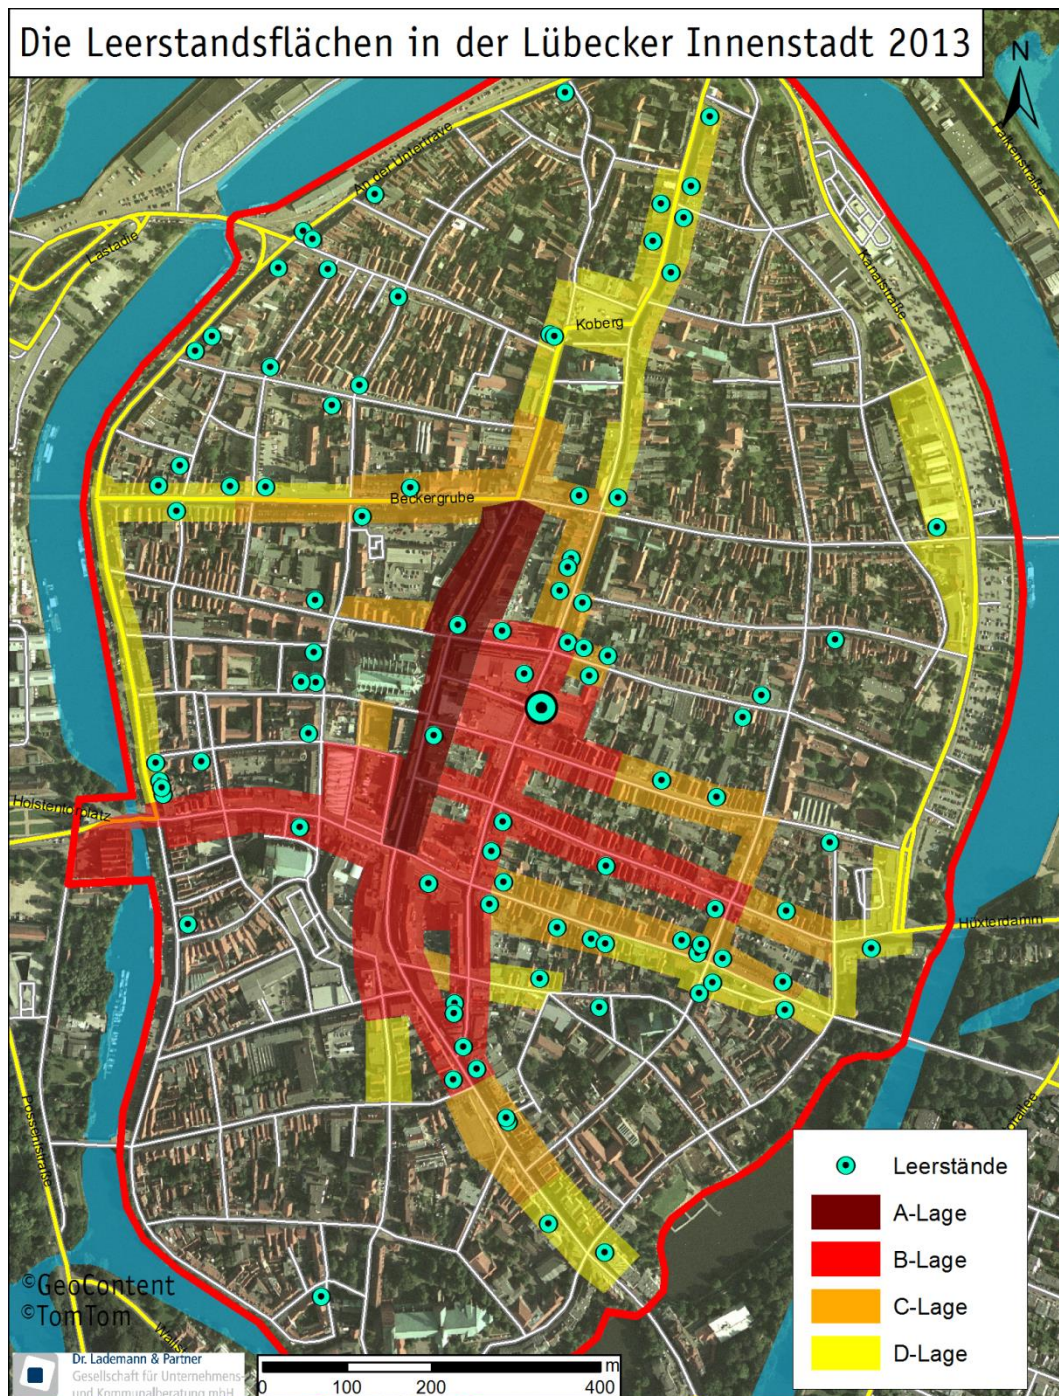 Die Leerstandsflächen in der Lübecker Innenstadt 2013
N
An der Untertrave
Falkenstraße
Lastadie
Kanalstraße
Koberg
Beckergrube
Holstentorplatz
Hüxterdamm
Possehlstraße
Leerstände
A-Lage
B-Lage
C-Lage
D-Lage
©GeoContent
©TomTom
Dr. Lademann & Partner
Gesellschaft für Unternehmens-
und Kommunalberatung mbH
m
0 100 200 400